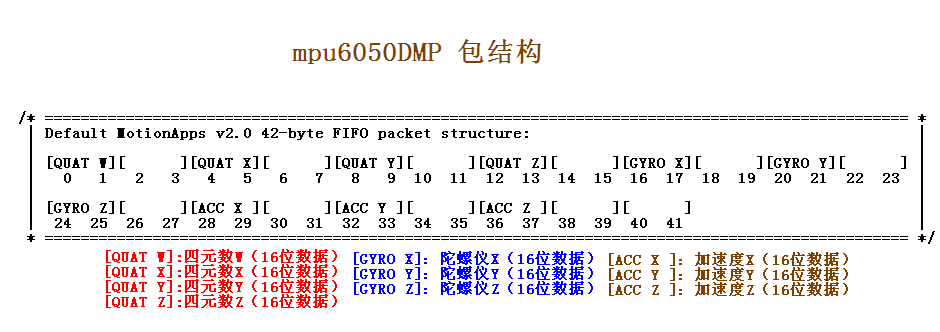 mpu6050DMP 包结构
/* ================================================================================================ *
| Default MotionApps v2.0 42-byte FIFO packet structure: |
| [QUAT W][      ][QUAT X][      ][QUAT Y][      ][QUAT Z][      ][GYRO X][      ][GYRO Y][      ] |
| 0 1 2 3 4 5 6 7 8 9 10 11 12 13 14 15 16 17 18 19 20 21 22 23 |
| [GYRO Z][      ][ACC X ][      ][ACC Y ][      ][ACC Z ][      ][      ] |
| 24 25 26 27 28 29 30 31 32 33 34 35 36 37 38 39 40 41 |
* ================================================================================================ */
[QUAT W]:四元数W（16位数据） [GYRO X]: 陀螺仪X（16位数据） [ACC X ]: 加速度X（16位数据）
[QUAT X]:四元数X（16位数据） [GYRO Y]: 陀螺仪Y（16位数据） [ACC Y ]: 加速度Y（16位数据）
[QUAT Y]:四元数Y（16位数据） [GYRO Z]: 陀螺仪Z（16位数据） [ACC Z ]: 加速度Z（16位数据）
[QUAT Z]:四元数Z（16位数据）